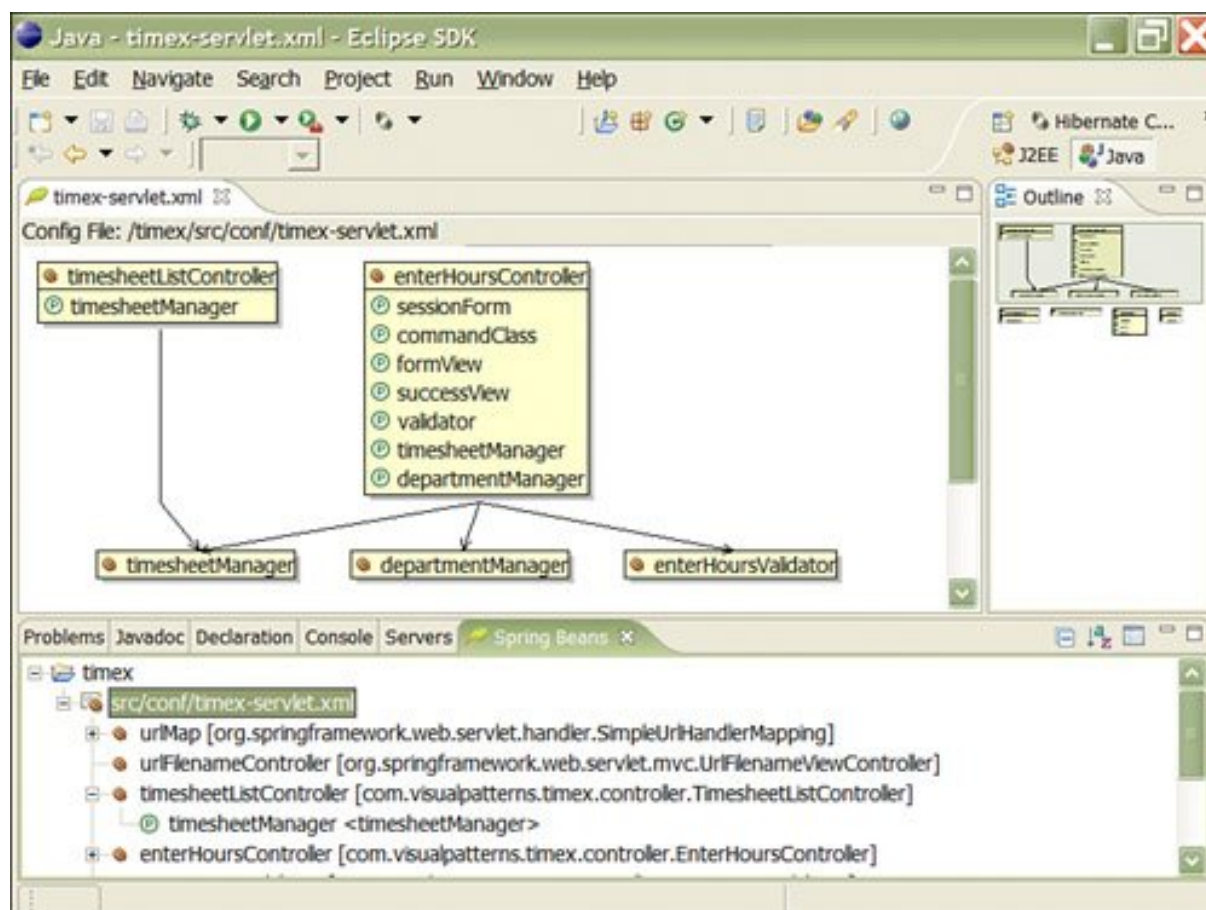 Java - timex-servlet.xml - Eclipse SDK
File Edit Navigate Search Project Run Window Help
Hibernate C...
J2EE Java
timex-servlet.xml
Outline
Config File: /timex/src/conf/timex-servlet.xml
timesheetListController
timesheetManager
enterHoursController
sessionForm
commandClass
formView
successView
validator
timesheetManager
departmentManager
timesheetManager
departmentManager
enterHoursValidator
Problems Javadoc Declaration Console Servers Spring Beans
timex
src/conf/timex-servlet.xml
urlMap [org.springframework.web.servlet.handler.SimpleUrlHandlerMapping]
urlFilenameController [org.springframework.web.servlet.mvc.UrlFilenameViewController]
timesheetListController [com.visualpatterns.timex.controller.TimesheetListController]
timesheetManager <timesheetManager>
enterHoursController [com.visualpatterns.timex.controller.EnterHoursController]